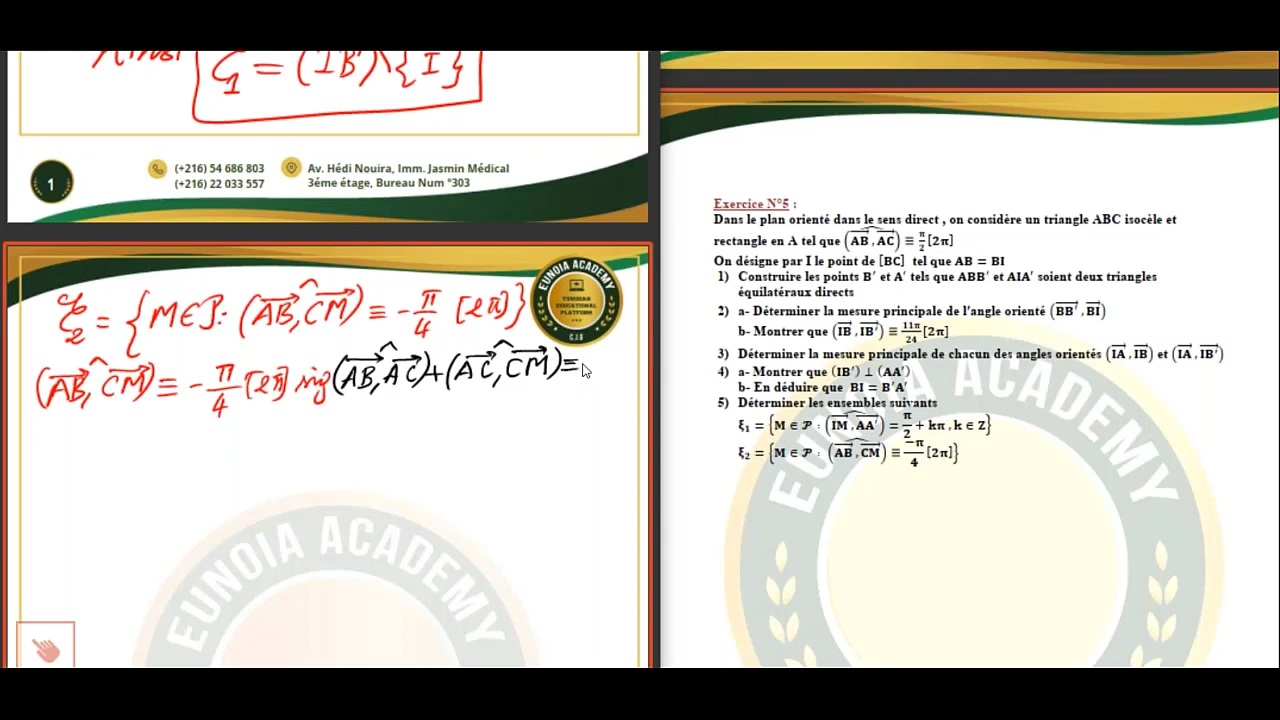 Ainsi ζ₁ = (IB')\{I}
1
(+216) 54 686 803
(+216) 22 033 557
Av. Hédi Nouira, Imm. Jasmin Médical
3éme étage, Bureau Num °303
EUNOIA ACADEMY
TUNISIAN
EDUCATIONAL
PLATFORM
ξ₂ = {M∈P: (AB, CM) ≡ -π/4 [2π]}
(AB, CM) ≡ -π/4 [2π] sig (AB, AC)+(AC, CM) ≡
EUNOIA ACADEMY
Exercice N°5 :
Dans le plan orienté dans le sens direct , on considère un triangle ABC isocèle et
rectangle en A tel que (AB , AC) ≡ π/2 [2π]
On désigne par I le point de [BC] tel que AB = BI
1) Construire les points B′ et A′ tels que ABB′ et AIA′ soient deux triangles
équilatéraux directs
2) a- Déterminer la mesure principale de l'angle orienté (BB′ , BI)
b- Montrer que (IB , IB′) ≡ 11π/24 [2π]
3) Déterminer la mesure principale de chacun des angles orientés (IA , IB) et (IA , IB′)
4) a- Montrer que (IB′) ⊥ (AA′)
b- En déduire que BI = B′A′
5) Déterminer les ensembles suivants
ξ₁ = {M ∈ 𝒫 : (IM , AA′) = π/2 + kπ , k ∈ Z}
ξ₂ = {M ∈ 𝒫 : (AB , CM) ≡ −π/4 [2π]}
EUNOIA ACADEMY